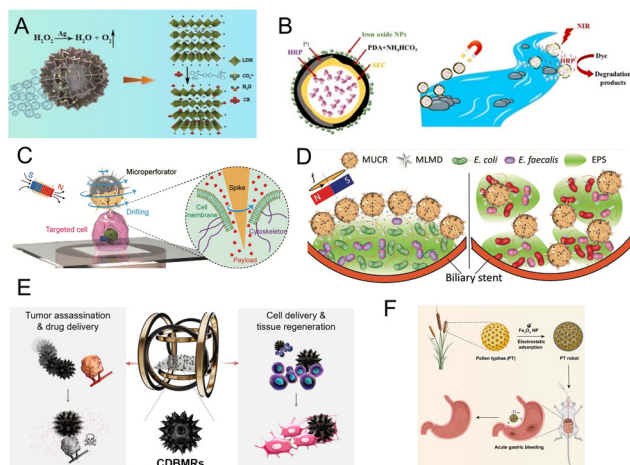 A
H₂O₂ Ag H₂O + O₂↑
LDH
CO₃²⁻
H₂O
CR
B
Iron oxide NPs
Pt
HRP
PDA+NH₄HCO₃
SEC
NIR
HRP
Dye
Degradation
products
C
S
N
Microperforator
Drilling
Targeted cell
Cell
membrane
Spike
Cytoskeleton
Payload
D
MUCR MLMD E. coli E. faecalis EPS
f
N
S
Biliary stent
E
Tumor assassination
& drug delivery
Cell delivery &
tissue regeneration
CDBMRs
F
Pollen typhae (PT)
Fe₃O₄ NP
Electrostatic
adsorption
PT robot
Acute gastric bleeding